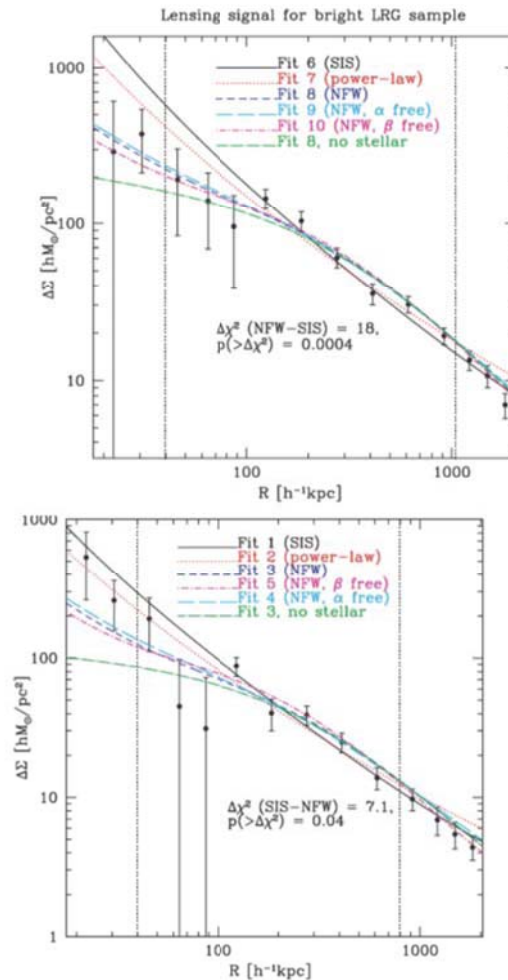 Lensing signal for bright LRG sample
1000
100
10
ΔΣ [hM⊙/pc²]
Fit 6 (SIS)
Fit 7 (power-law)
Fit 8 (NFW)
Fit 9 (NFW, α free)
Fit 10 (NFW, β free)
Fit 8, no stellar
Δχ² (NFW-SIS) = 18,
p(>Δχ²) = 0.0004
100
1000
R [h⁻¹kpc]
1000
100
10
1
ΔΣ [hM⊙/pc²]
Fit 1 (SIS)
Fit 2 (power-law)
Fit 3 (NFW)
Fit 5 (NFW, β free)
Fit 4 (NFW, α free)
Fit 3, no stellar
Δχ² (SIS-NFW) = 7.1,
p(>Δχ²) = 0.04
100
1000
R [h⁻¹kpc]